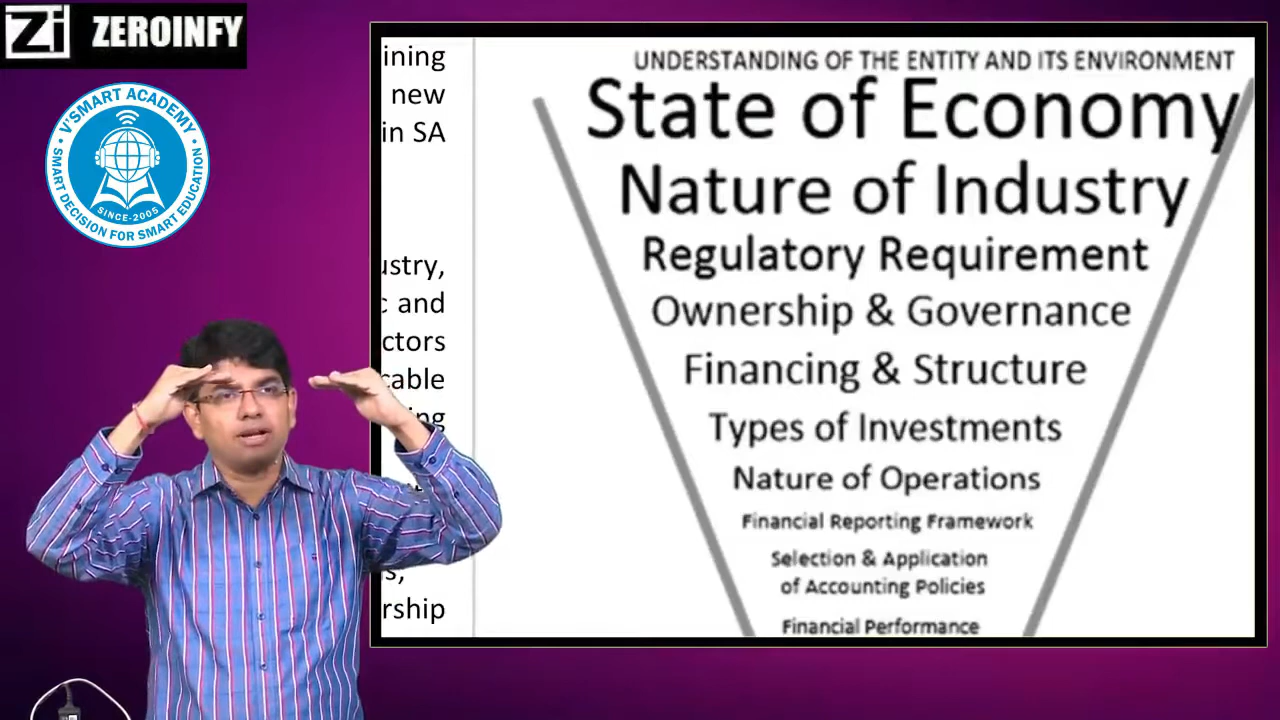 Zi ZEROINFY
V'SMART ACADEMY
SMART DECISION FOR SMART EDUCATION
SINCE-2005
ining
new
in SA
ustry,
c and
ctors
cable
ing
s,
rship
UNDERSTANDING OF THE ENTITY AND ITS ENVIRONMENT
State of Economy
Nature of Industry
Regulatory Requirement
Ownership & Governance
Financing & Structure
Types of Investments
Nature of Operations
Financial Reporting Framework
Selection & Application
of Accounting Policies
Financial Performance